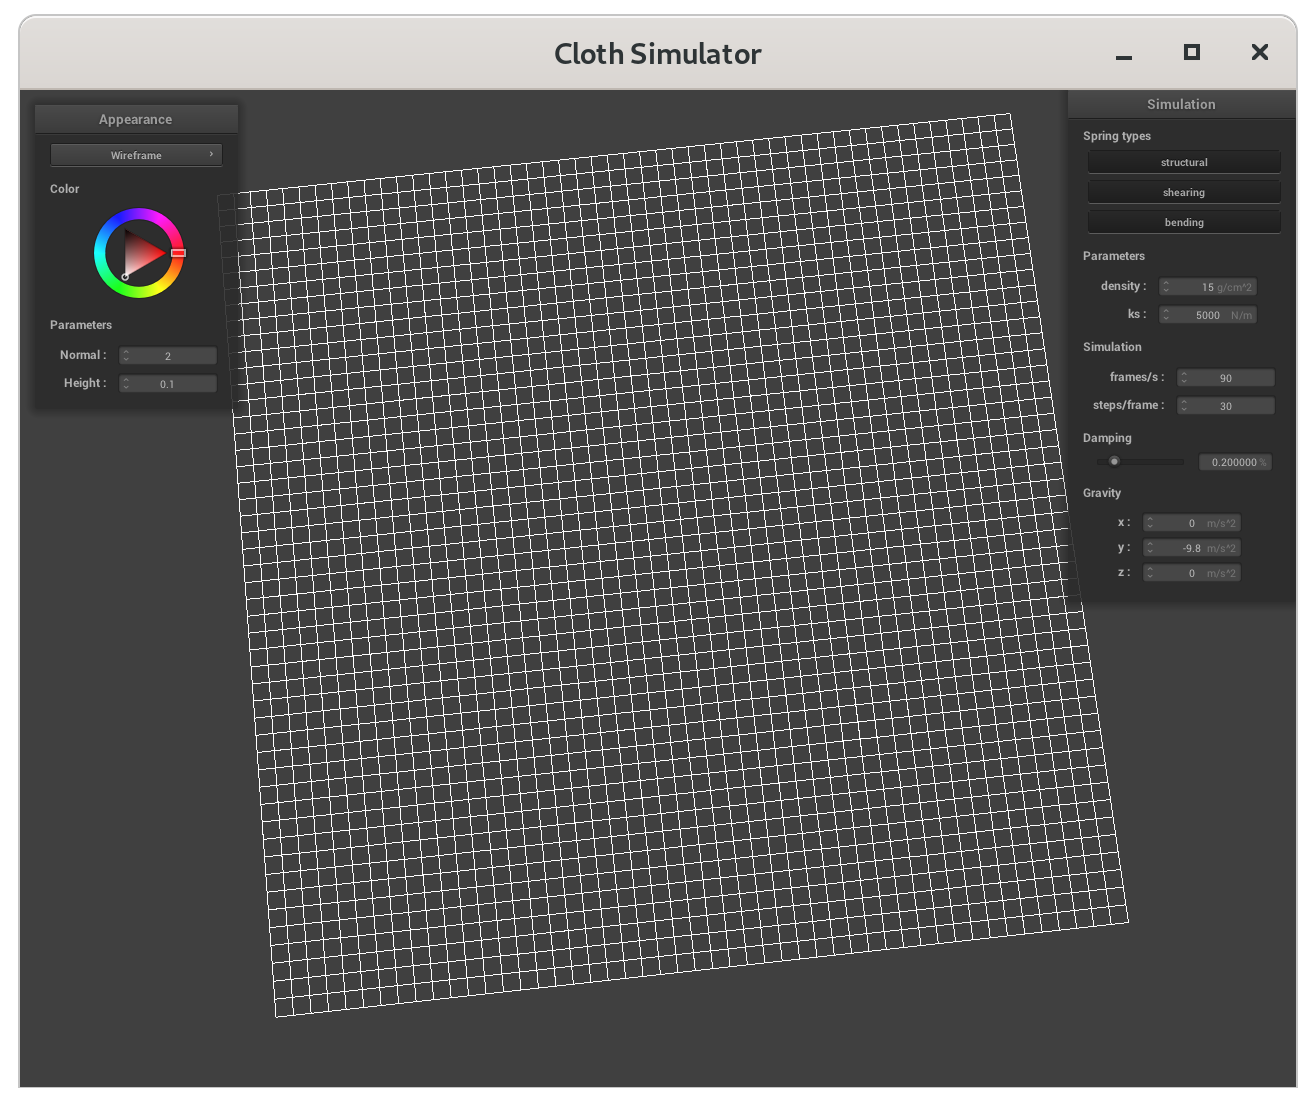 Cloth Simulator
Appearance
Wireframe
Color
Parameters
Normal : 2
Height : 0.1
Simulation
Spring types
structural
shearing
bending
Parameters
density : 15 g/cm^2
ks : 5000 N/m
Simulation
frames/s : 90
steps/frame : 30
Damping
0.200000 %
Gravity
x : 0 m/s^2
y : -9.8 m/s^2
z : 0 m/s^2